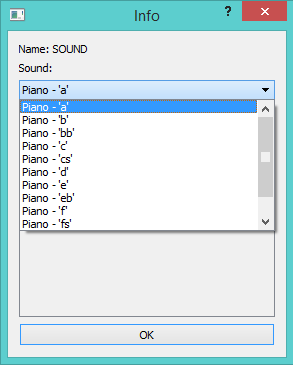 Info
?
Name: SOUND
Sound:
Piano - 'a'
Piano - 'a'
Piano - 'b'
Piano - 'bb'
Piano - 'c'
Piano - 'cs'
Piano - 'd'
Piano - 'e'
Piano - 'eb'
Piano - 'f'
Piano - 'fs'
OK